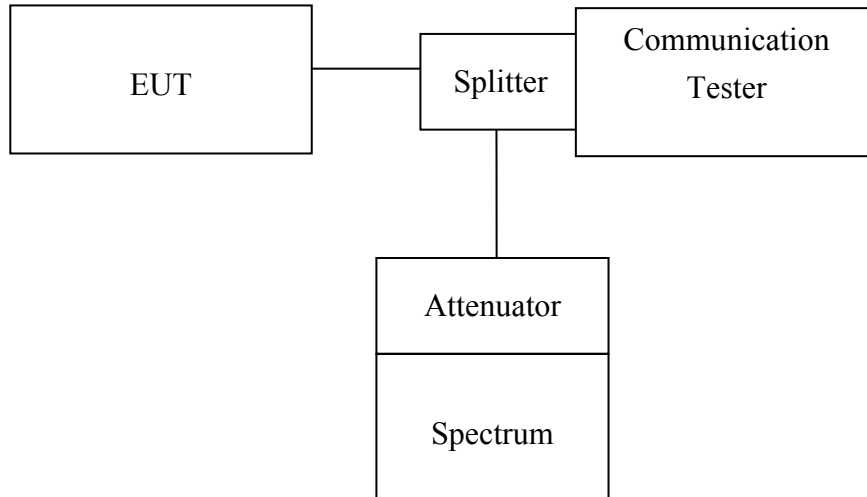 EUT
Splitter
Communication
Tester
Attenuator
Spectrum